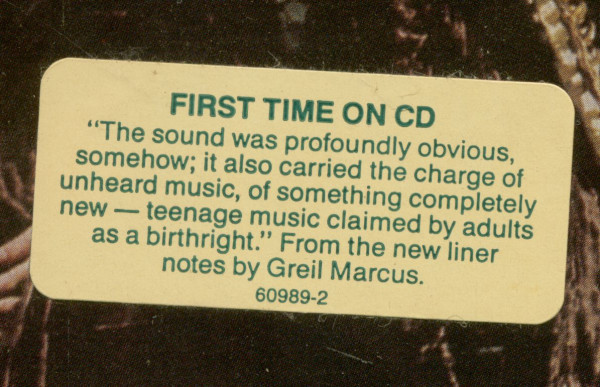 FIRST TIME ON CD
“The sound was profoundly obvious,
somehow; it also carried the charge of
unheard music, of something completely
new — teenage music claimed by adults
as a birthright.” From the new liner
notes by Greil Marcus.
60989-2